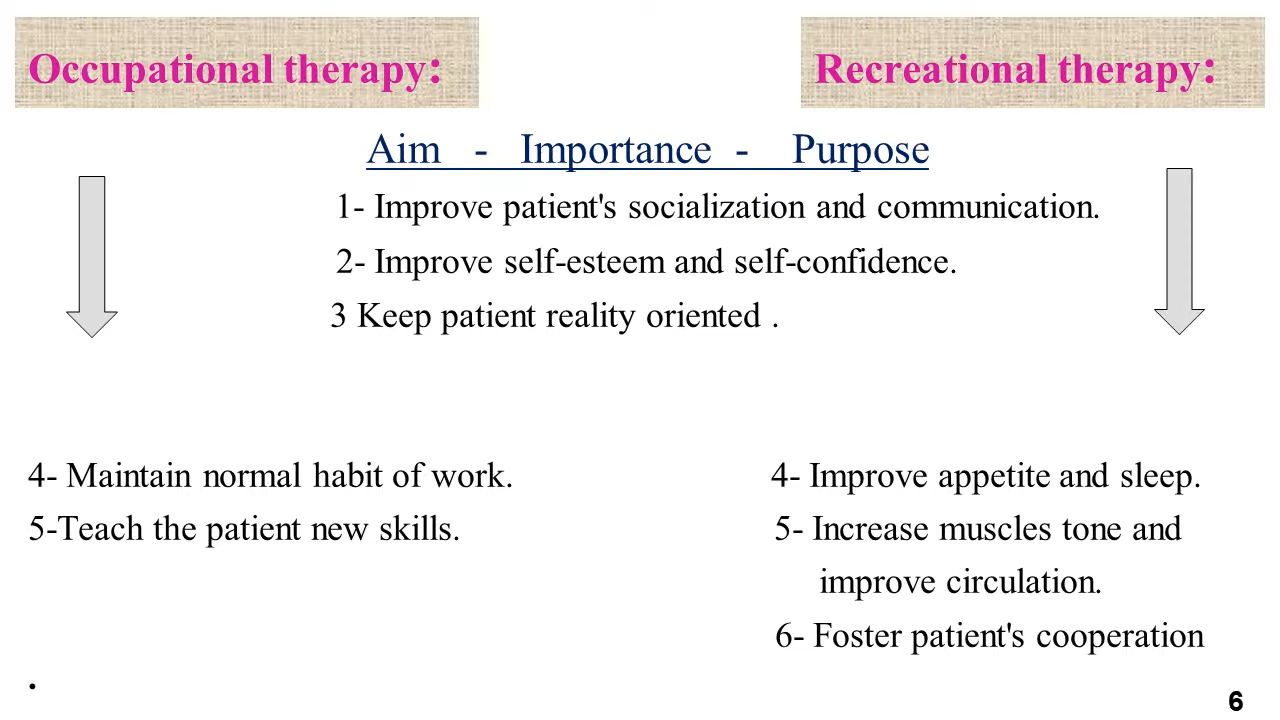 Occupational therapy:
Recreational therapy:
Aim - Importance - Purpose
1- Improve patient's socialization and communication.
2- Improve self-esteem and self-confidence.
3 Keep patient reality oriented .
4- Maintain normal habit of work.
5-Teach the patient new skills.
4- Improve appetite and sleep.
5- Increase muscles tone and
improve circulation.
6- Foster patient's cooperation
.
6